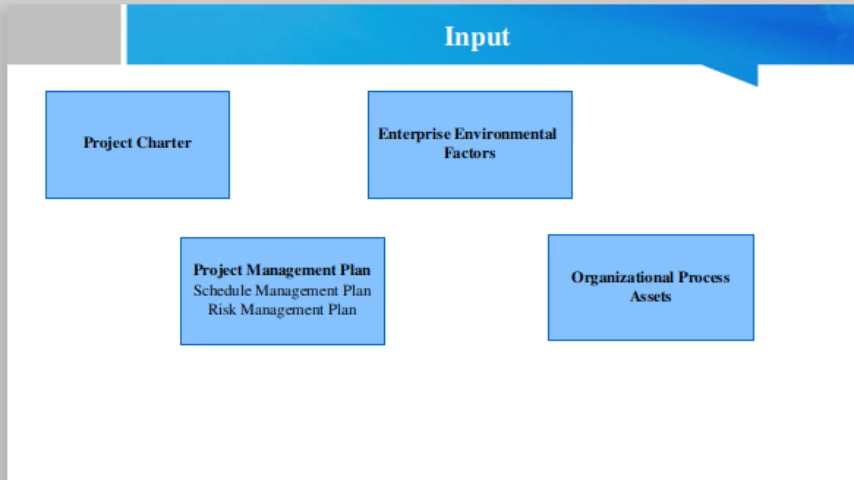 Input
Project Charter
Enterprise Environmental
Factors
Project Management Plan
Schedule Management Plan
Risk Management Plan
Organizational Process
Assets